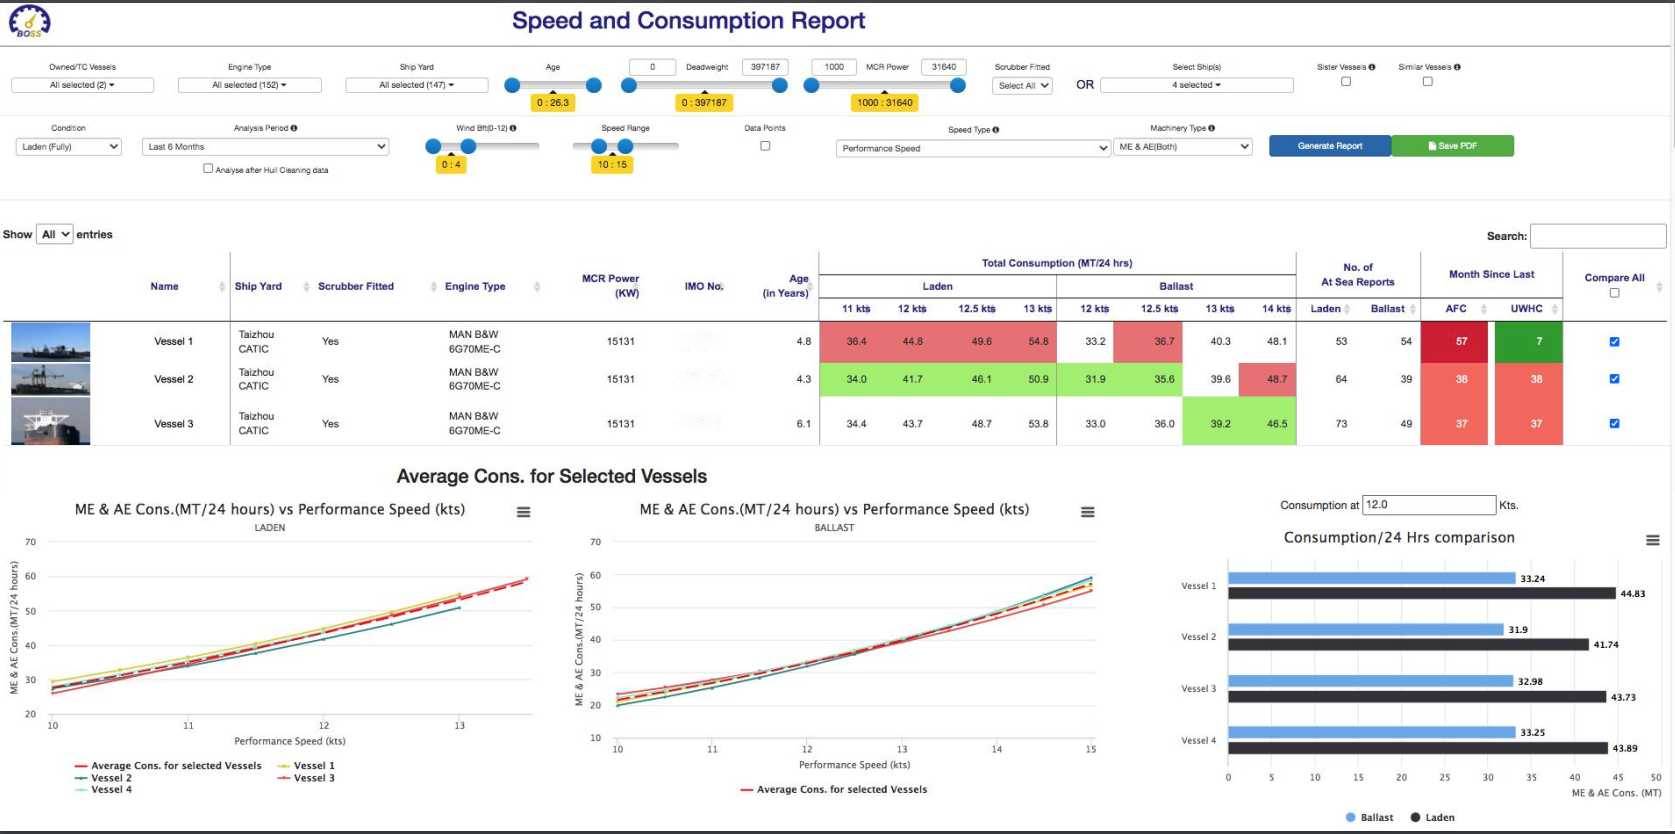 BOSS
Speed and Consumption Report
Owned/TC Vessels Engine Type Ship Yard Age 0 Deadweight 397187 1000 MCR Power 31640 Scrubber Fitted Select Ship(s) Sister Vessels Similar Vessels
All selected (2) All selected (152) All selected (147) Select All OR 4 selected
0 : 26.3 0 : 397187 1000 : 31640
Condition Analysis Period Wind Bft(0-12) Speed Range Data Points Speed Type Machinery Type
Laden (Fully) Last 6 Months Performance Speed ME & AE(Both) Generate Report Save PDF
0 : 4 10 : 15
Analyse after Hull Cleaning data
Show All entries
Search:
Total Consumption (MT/24 hrs) No. of At Sea Reports Month Since Last Compare All
Name Ship Yard Scrubber Fitted Engine Type MCR Power (KW) IMO No. Age (in Years) Laden Ballast
11 kts 12 kts 12.5 kts 13 kts 12 kts 12.5 kts 13 kts 14 kts Laden Ballast AFC UWHC
Vessel 1 Taizhou CATIC Yes MAN B&W 6G70ME-C 15131 4.8 36.4 44.8 49.6 54.8 33.2 36.7 40.3 48.1 53 54 57 7
Vessel 2 Taizhou CATIC Yes MAN B&W 6G70ME-C 15131 4.3 34.0 41.7 46.1 50.9 31.9 35.6 39.6 48.7 64 39 38 38
Vessel 3 Taizhou CATIC Yes MAN B&W 6G70ME-C 15131 6.1 34.4 43.7 48.7 53.8 33.0 36.0 39.2 46.5 73 49 37 37
Average Cons. for Selected Vessels
ME & AE Cons.(MT/24 hours) vs Performance Speed (kts)
LADEN
ME & AE Cons.(MT/24 hours)
70
60
50
40
30
20
10 11 12 13
Performance Speed (kts)
Average Cons. for selected Vessels Vessel 1
Vessel 2 Vessel 3
Vessel 4
ME & AE Cons.(MT/24 hours) vs Performance Speed (kts)
BALLAST
ME & AE Cons.(MT/24 hours)
70
60
50
40
30
20
10
10 11 12 13 14 15
Performance Speed (kts)
Average Cons. for selected Vessels
Consumption at 12.0 Kts.
Consumption/24 Hrs comparison
Vessel 1 33.24
44.83
Vessel 2 31.9
41.74
Vessel 3 32.98
43.73
Vessel 4 33.25
43.89
0 5 10 15 20 25 30 35 40 45 50
ME & AE Cons. (MT)
Ballast Laden